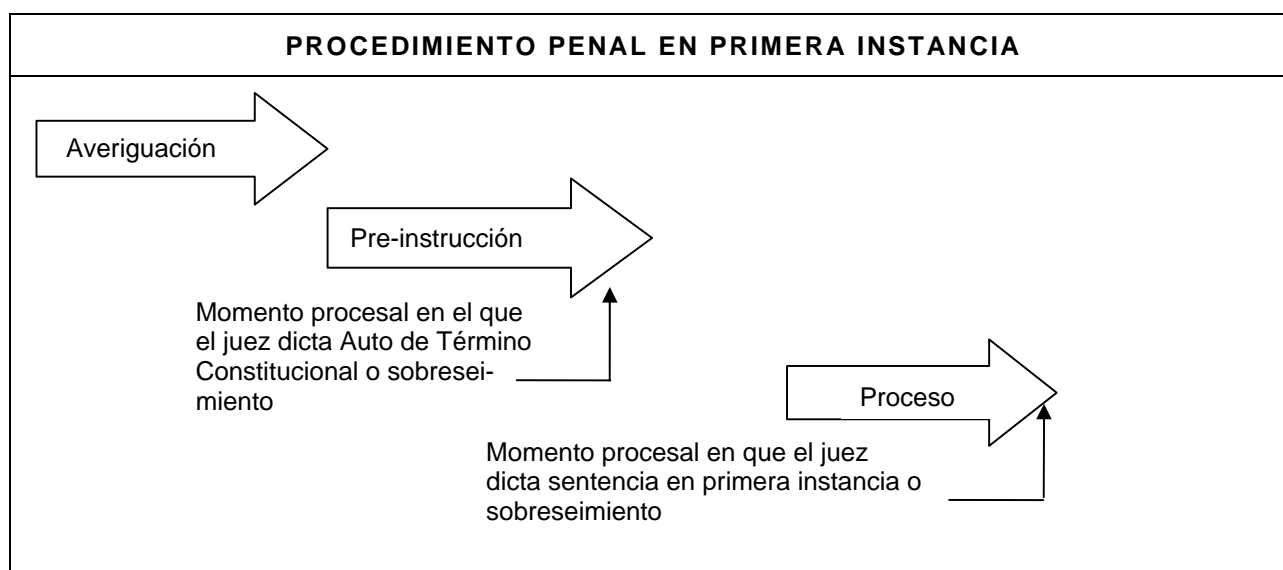 PROCEDIMIENTO PENAL EN PRIMERA INSTANCIA
Averiguación
Pre-instrucción
Momento procesal en el que
el juez dicta Auto de Término
Constitucional o sobresei-
miento
Proceso
Momento procesal en que el juez
dicta sentencia en primera instancia o
sobreseimiento